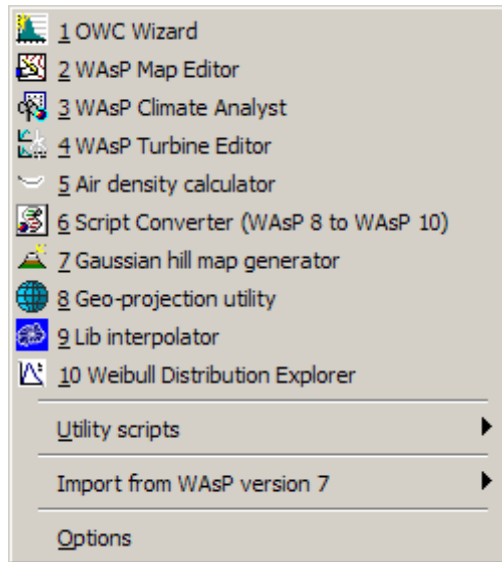 1 OWC Wizard
2 WAsP Map Editor
3 WAsP Climate Analyst
4 WAsP Turbine Editor
5 Air density calculator
6 Script Converter (WAsP 8 to WAsP 10)
7 Gaussian hill map generator
8 Geo-projection utility
9 Lib interpolator
10 Weibull Distribution Explorer
Utility scripts
Import from WAsP version 7
Options